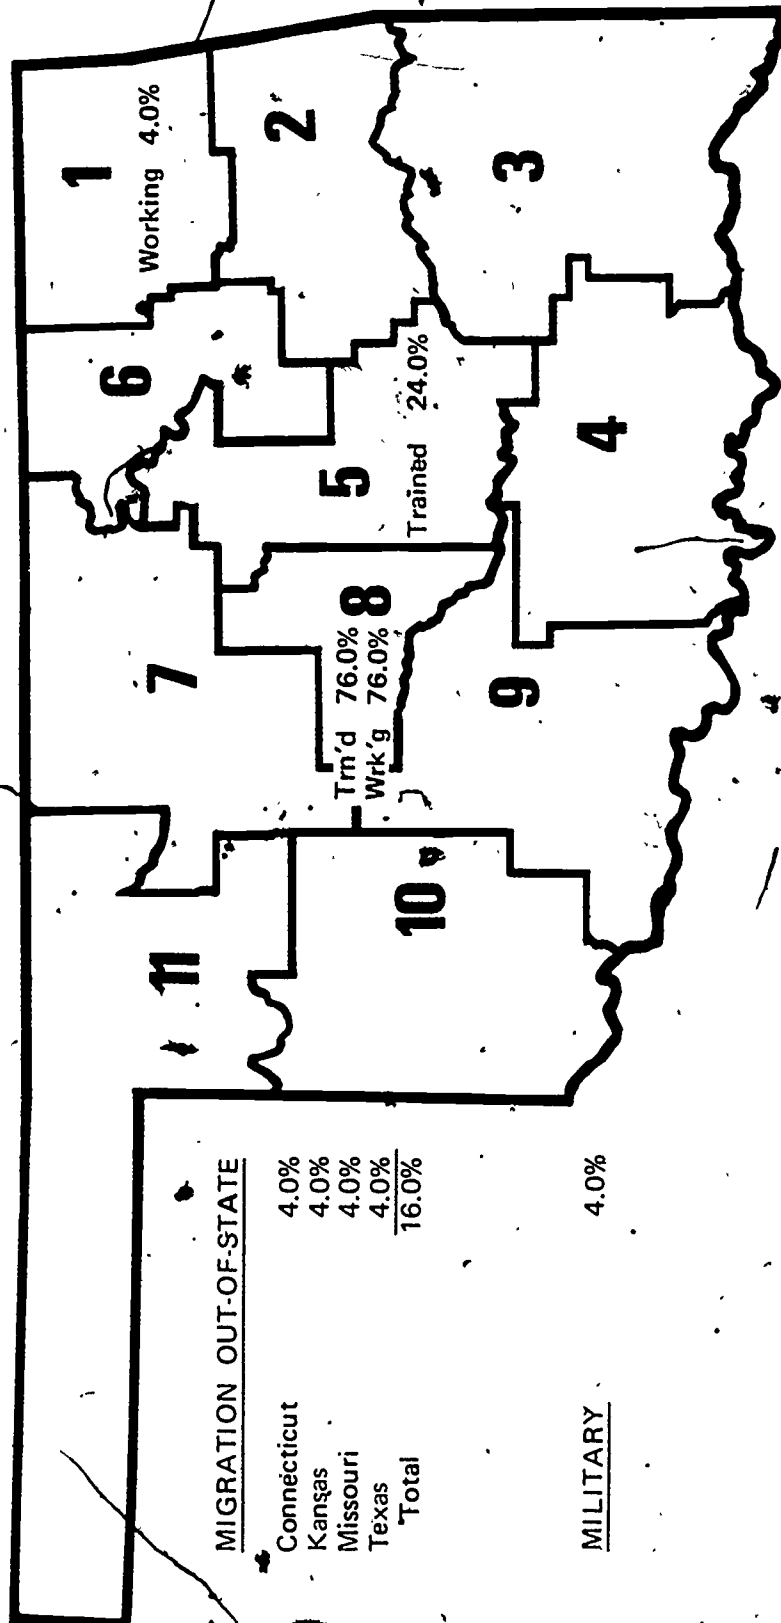 1
Working 4.0%
2
3
6
5
Trained 24.0%
4
7
8
Trn'd 76.0%
Wrk'g 76.0%
9
11
10
MIGRATION OUT-OF-STATE
Connecticut 4.0%
Kansas 4.0%
Missouri 4.0%
Texas 4.0%
Total 16.0%
MILITARY 4.0%